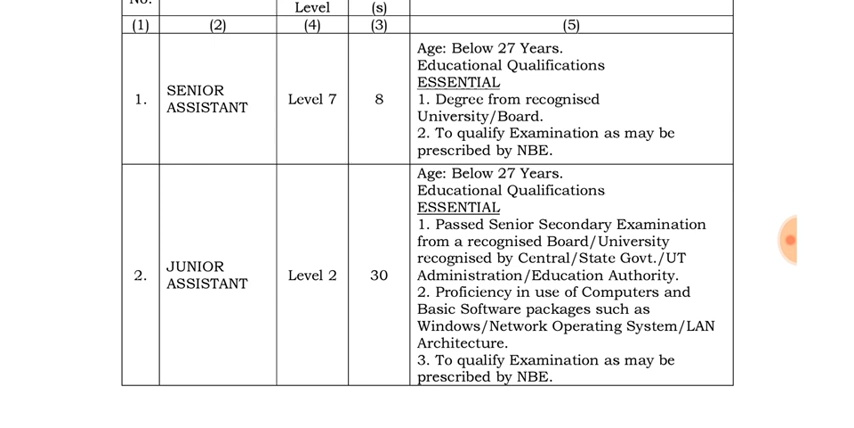 No.
Level
(s)
(1) (2) (4) (3) (5)
1.
SENIOR
ASSISTANT
Level 7
8
Age: Below 27 Years.
Educational Qualifications
ESSENTIAL
1. Degree from recognised
University/Board.
2. To qualify Examination as may be
prescribed by NBE.
2.
JUNIOR
ASSISTANT
Level 2
30
Age: Below 27 Years.
Educational Qualifications
ESSENTIAL
1. Passed Senior Secondary Examination
from a recognised Board/University
recognised by Central/State Govt./UT
Administration/Education Authority.
2. Proficiency in use of Computers and
Basic Software packages such as
Windows/Network Operating System/LAN
Architecture.
3. To qualify Examination as may be
prescribed by NBE.